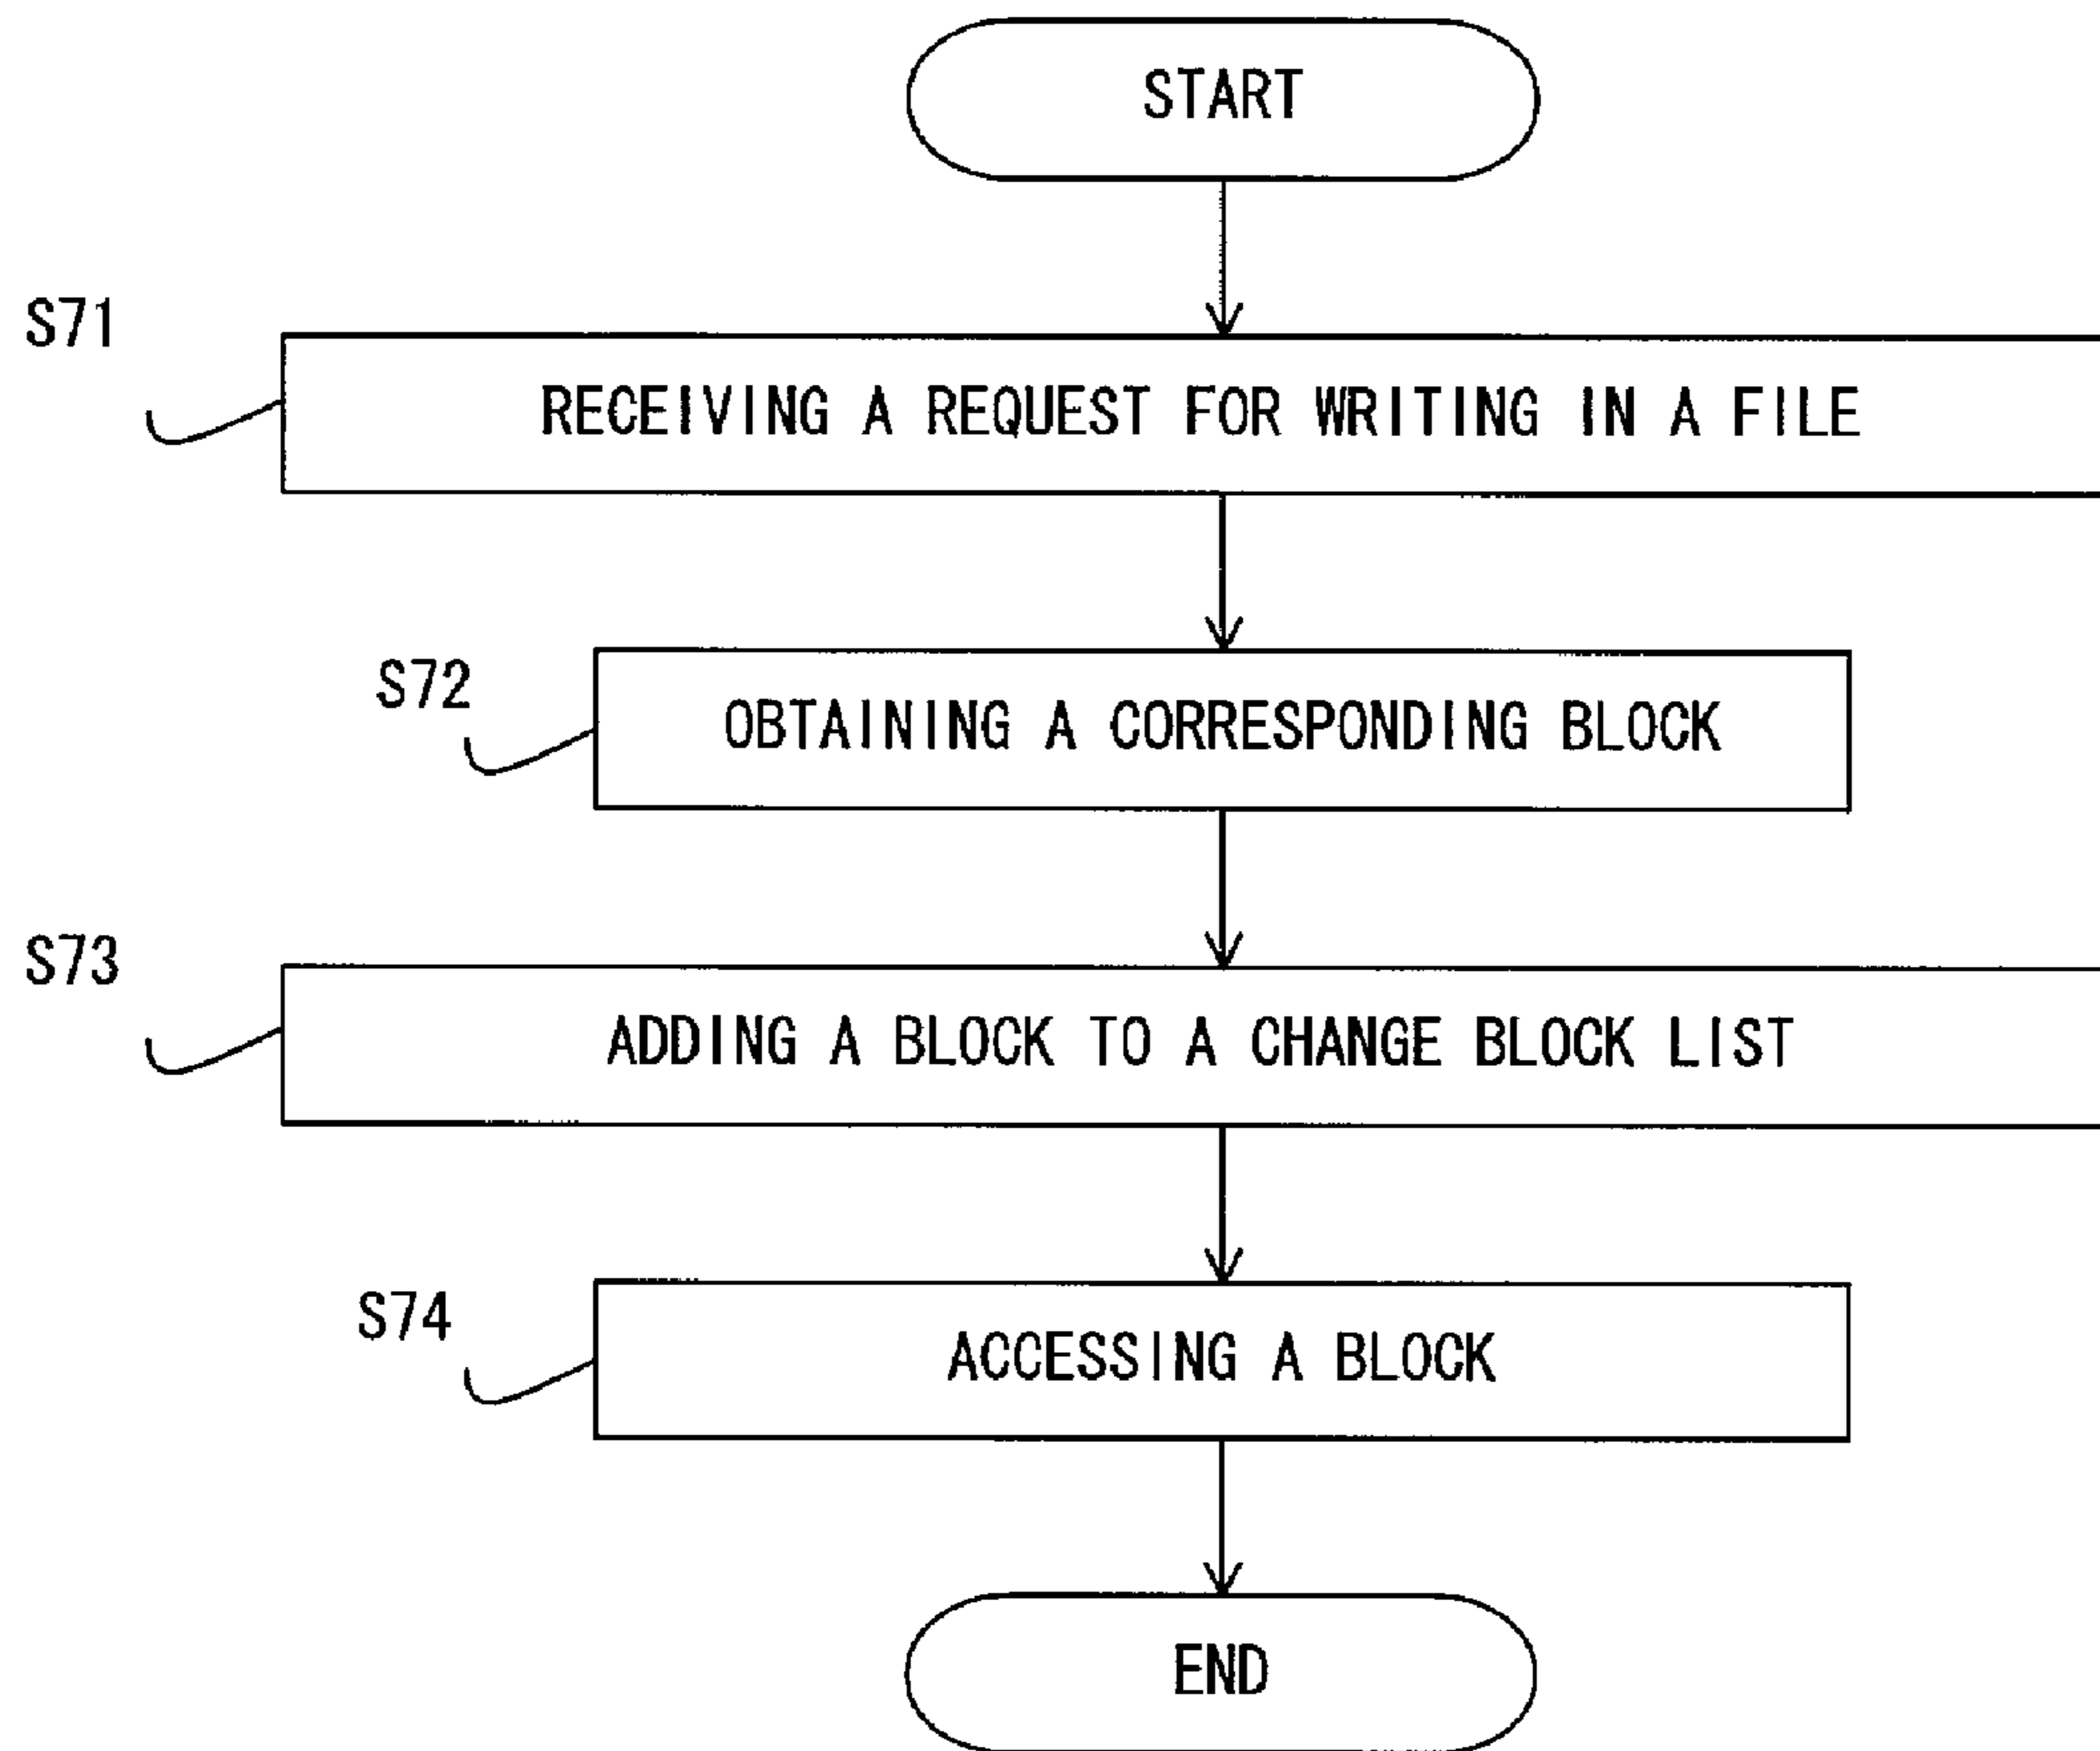 START
S71
RECEIVING A REQUEST FOR WRITING IN A FILE
S72
OBTAINING A CORRESPONDING BLOCK
S73
ADDING A BLOCK TO A CHANGE BLOCK LIST
S74
ACCESSING A BLOCK
END